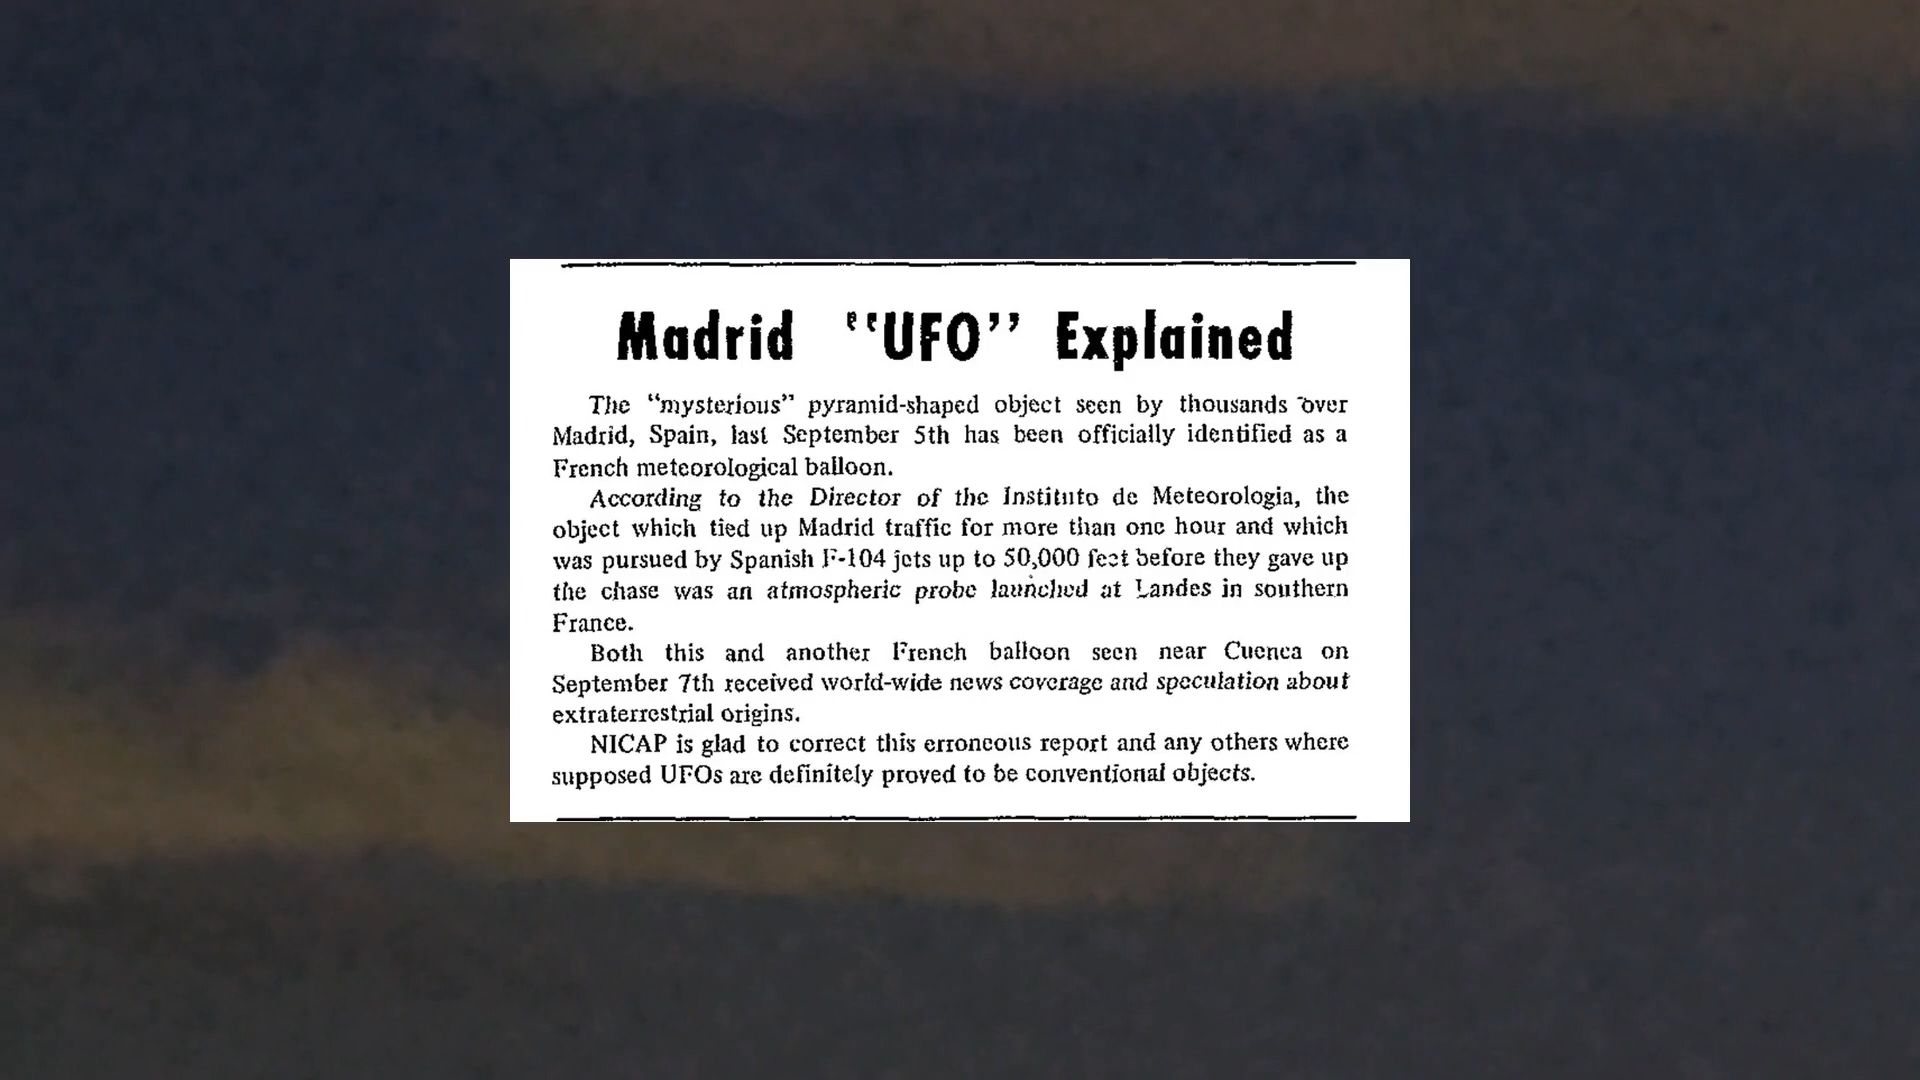 Madrid "UFO" Explained
The "mysterious" pyramid-shaped object seen by thousands over
Madrid, Spain, last September 5th has been officially identified as a
French meteorological balloon.
According to the Director of the Instituto de Meteorologia, the
object which tied up Madrid traffic for more than one hour and which
was pursued by Spanish F-104 jets up to 50,000 feet before they gave up
the chase was an atmospheric probe launched at Landes in southern
France.
Both this and another French balloon seen near Cuenca on
September 7th received world-wide news coverage and speculation about
extraterrestrial origins.
NICAP is glad to correct this erroneous report and any others where
supposed UFOs are definitely proved to be conventional objects.